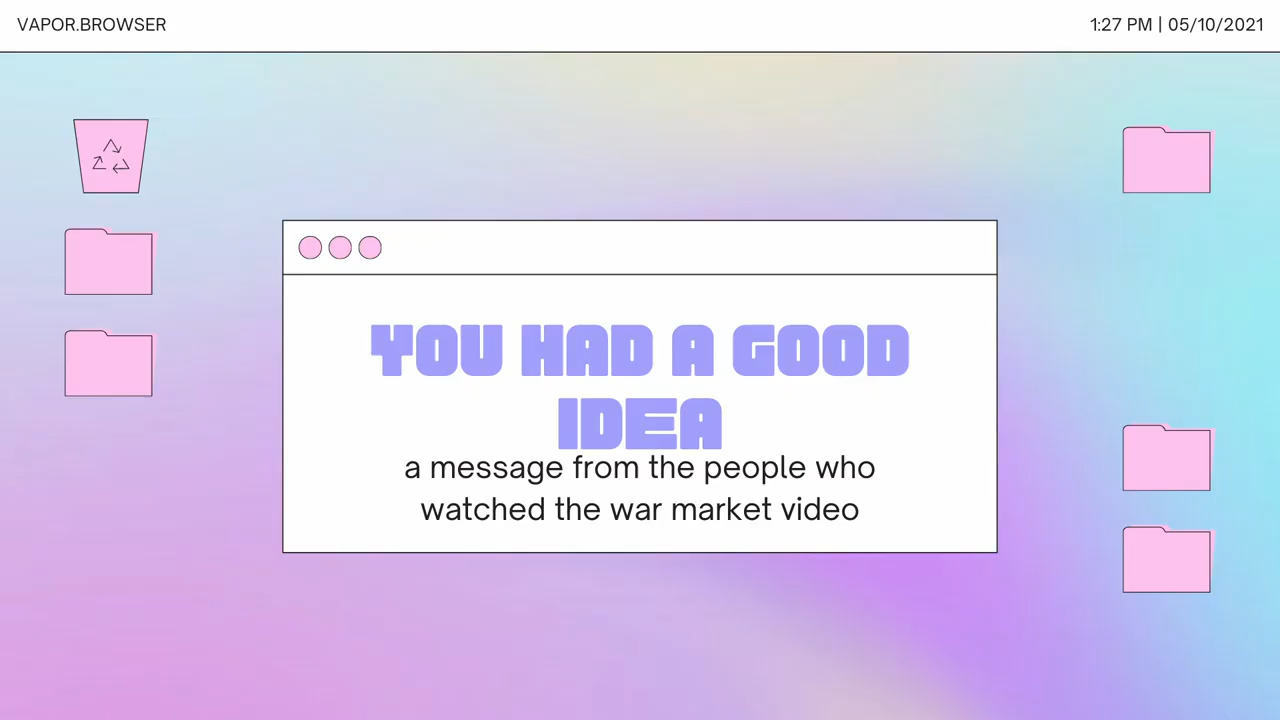 VAPOR.BROWSER
1:27 PM | 05/10/2021
YOU HAD A GOOD
IDEA
a message from the people who
watched the war market video